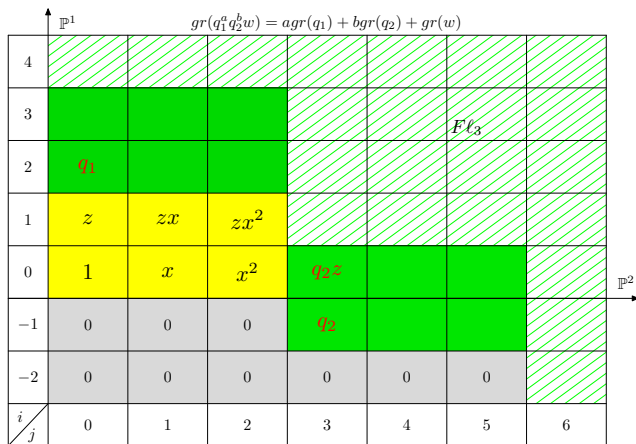 ℙ¹ gr(q₁ᵃq₂ᵇw) = agr(q₁) + bgr(q₂) + gr(w)
4
3 Fℓ₃
2 q₁
1 z zx zx²
0 1 x x² q₂z
ℙ²
−1 0 0 0 q₂
−2 0 0 0 0 0 0
i j 0 1 2 3 4 5 6